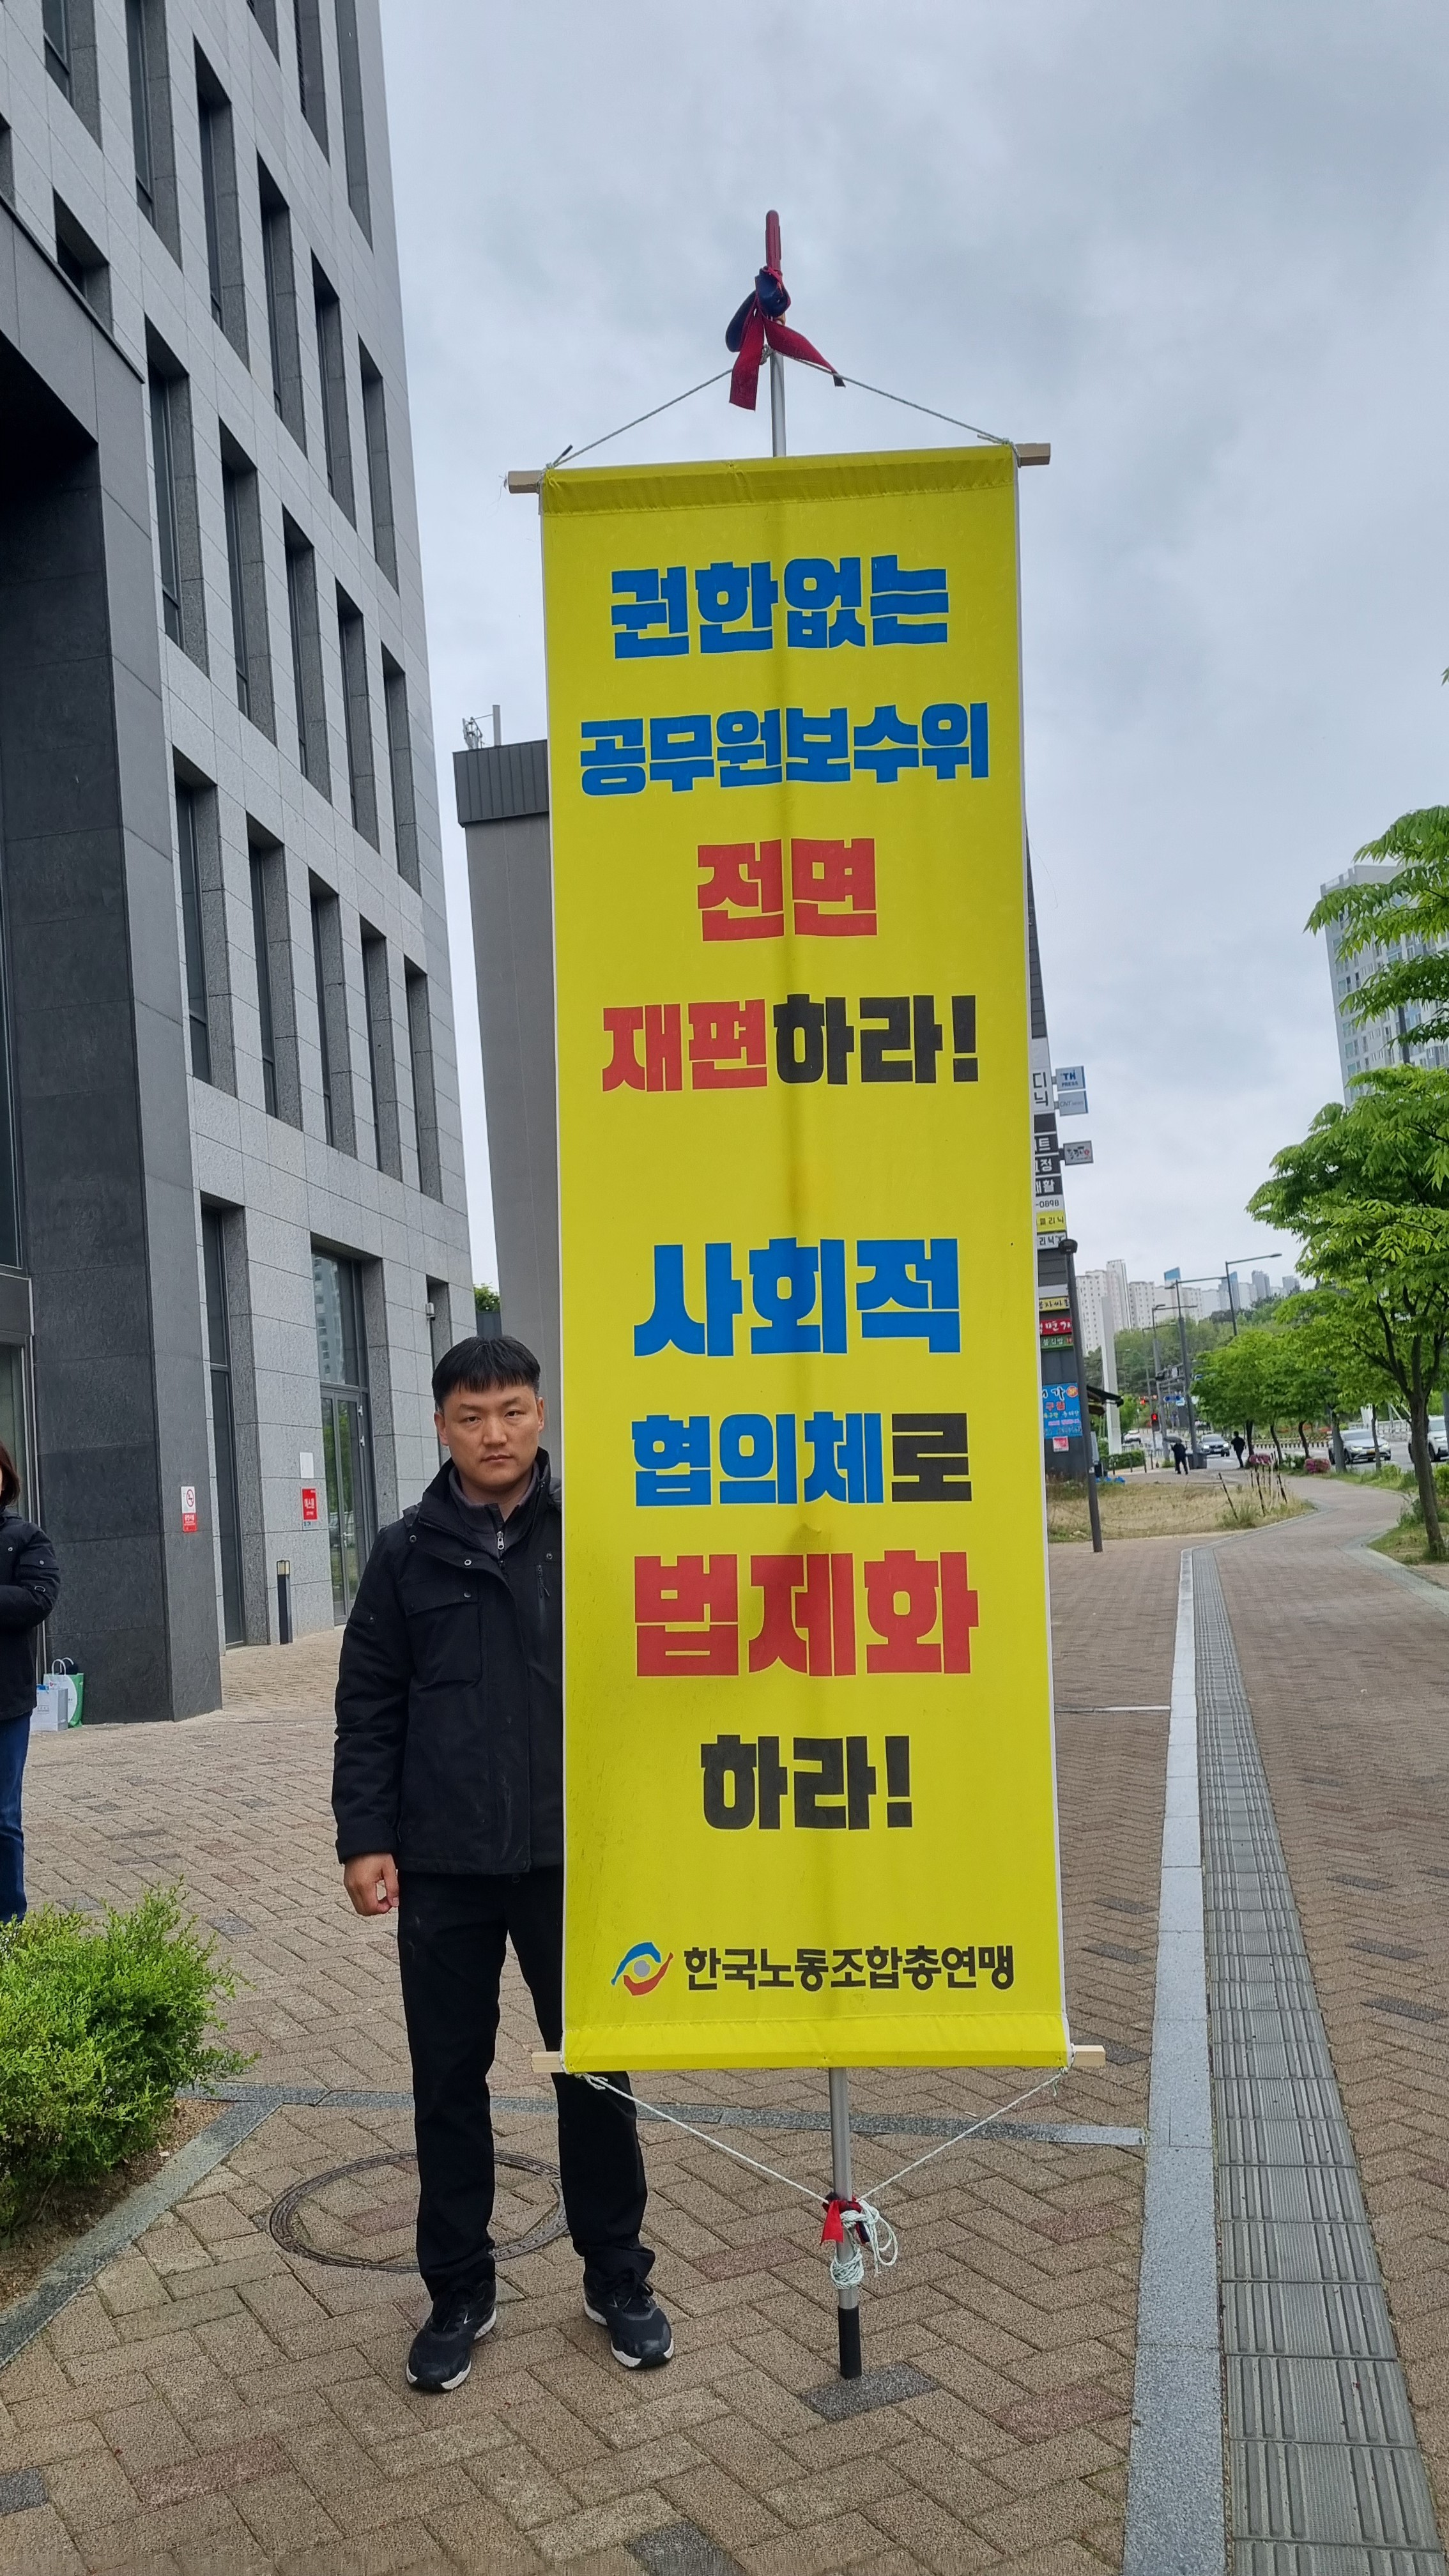 권한없는
공무원보수위
전면
재편하라!
사회적
협의체로
법제화
하라!
한국노동조합총연맹
TH